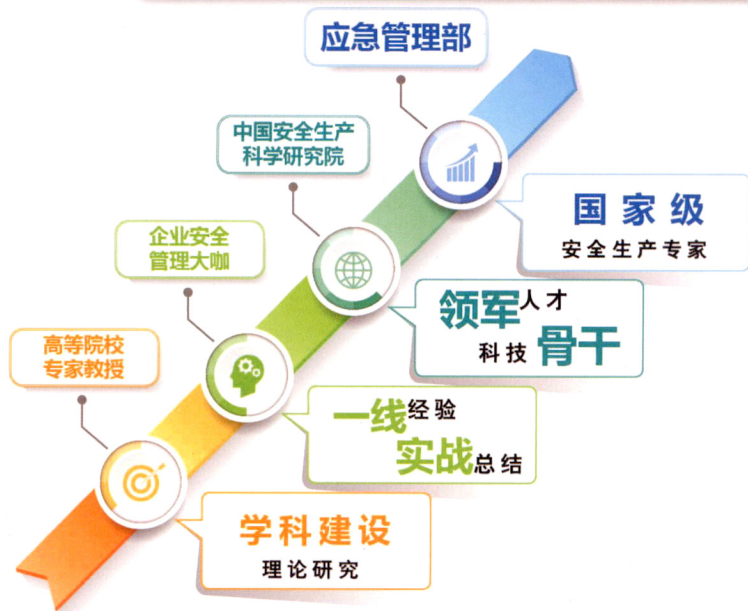 应急管理部
中国安全生产
科学研究院
国家级
安全生产专家
企业安全
管理大咖
领军人才
科技骨干
高等院校
专家教授
一线经验
实战总结
学科建设
理论研究